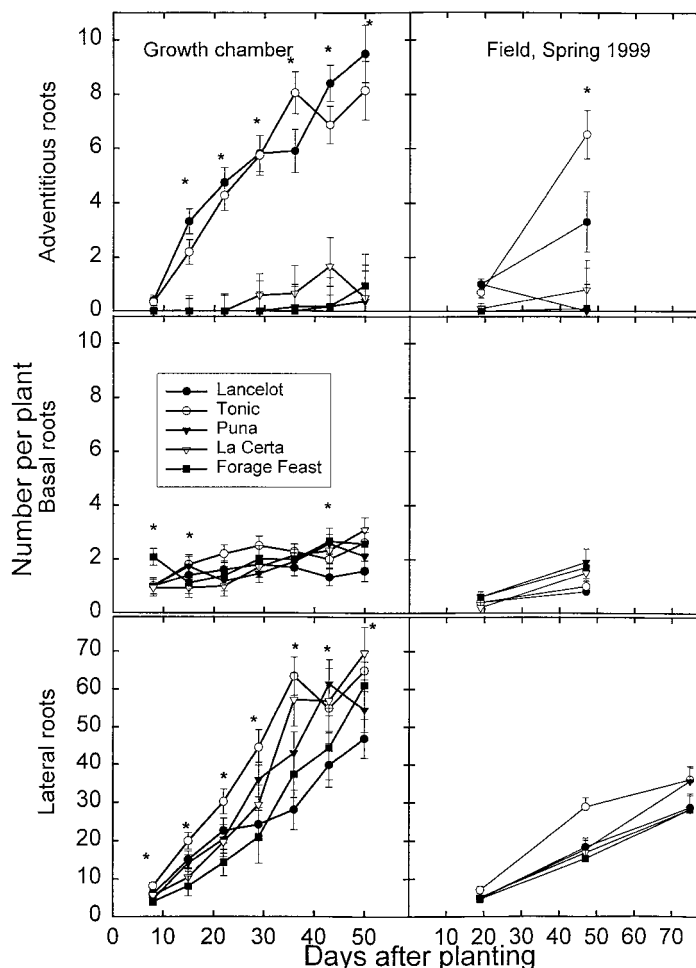 Growth chamber
Field, Spring 1999
* * * * * * *
*
10
8
6
4
2
0
Adventitious roots
Lancelot
Tonic
Puna
La Certa
Forage Feast
* * *
10
8
6
4
2
0
Number per plant
Basal roots
* * * * * * *
70
60
50
40
30
20
10
0
Lateral roots
0 10 20 30 40 50
10 20 30 40 50 60 70
Days after planting